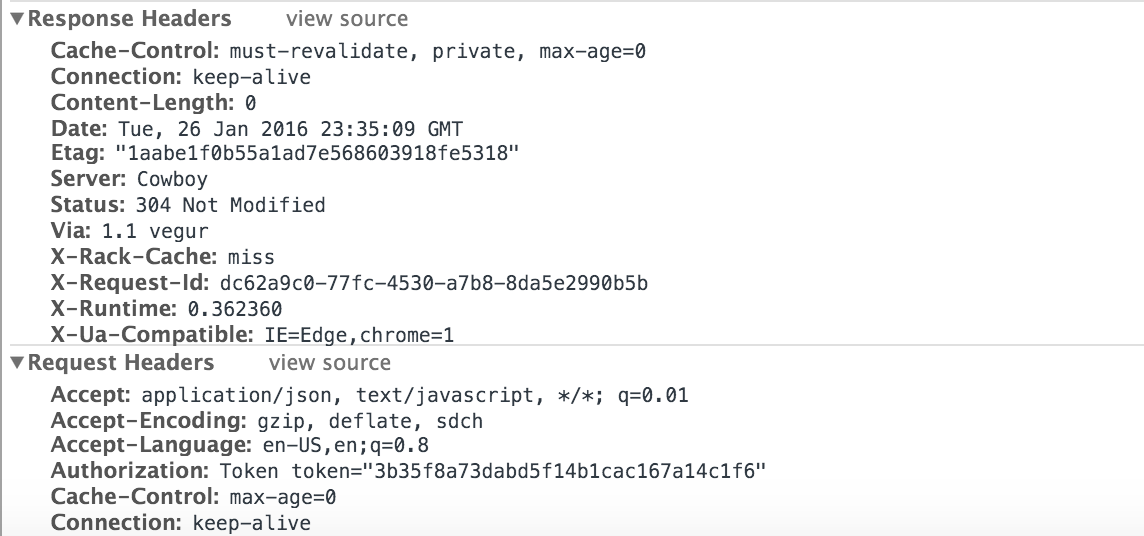 ▼Response Headers view source
Cache-Control: must-revalidate, private, max-age=0
Connection: keep-alive
Content-Length: 0
Date: Tue, 26 Jan 2016 23:35:09 GMT
Etag: "1aabe1f0b55a1ad7e568603918fe5318"
Server: Cowboy
Status: 304 Not Modified
Via: 1.1 vegur
X-Rack-Cache: miss
X-Request-Id: dc62a9c0-77fc-4530-a7b8-8da5e2990b5b
X-Runtime: 0.362360
X-Ua-Compatible: IE=Edge,chrome=1
▼Request Headers view source
Accept: application/json, text/javascript, */*; q=0.01
Accept-Encoding: gzip, deflate, sdch
Accept-Language: en-US,en;q=0.8
Authorization: Token token="3b35f8a73dabd5f14b1cac167a14c1f6"
Cache-Control: max-age=0
Connection: keep-alive